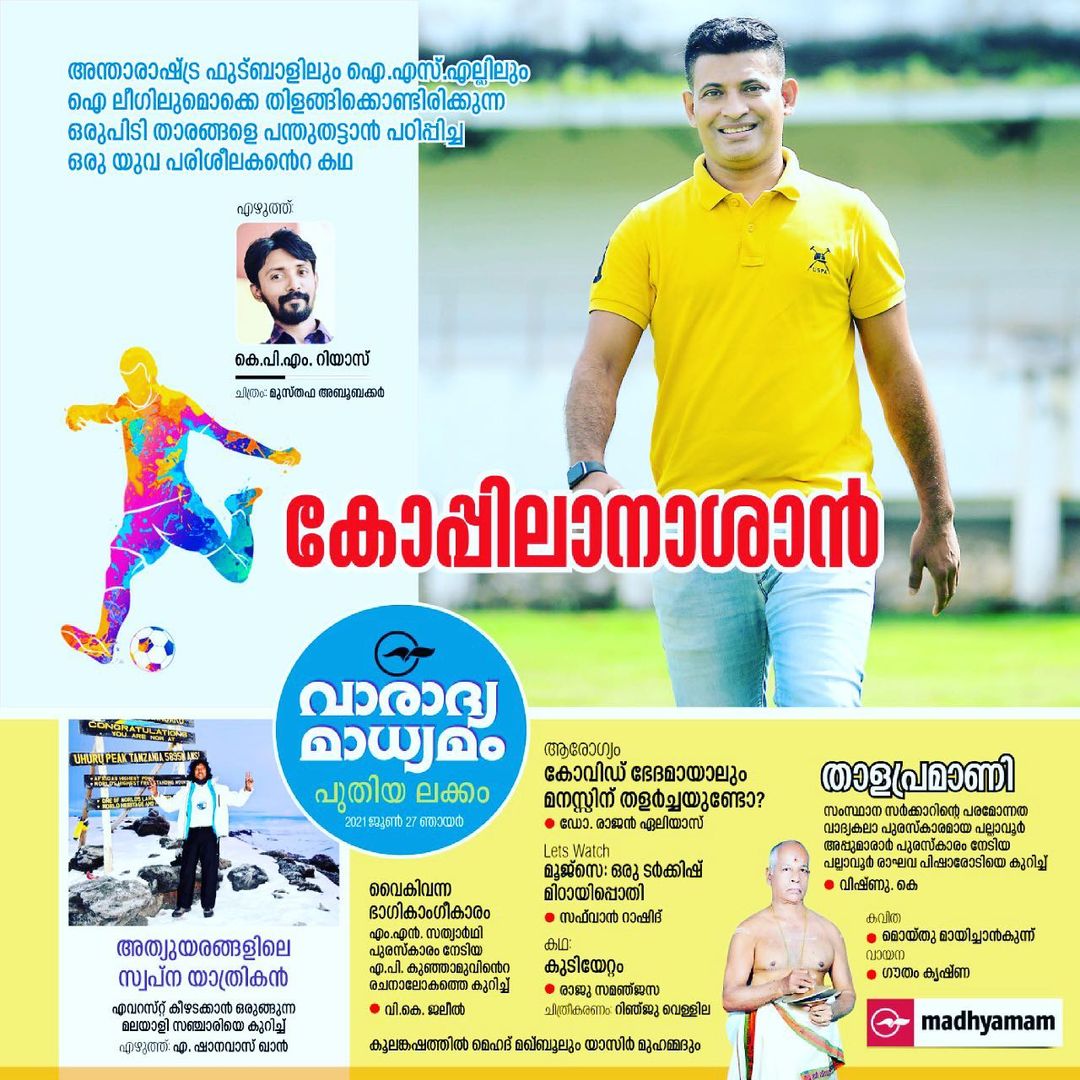 അന്താരാഷ്ട്ര ഫുട്ബാളിലും ഐ.എസ്.എല്ലിലും
ഐ ലീഗിലുമൊക്കെ തിളങ്ങിക്കൊണ്ടിരിക്കുന്ന
ഒരുപിടി താരങ്ങളെ പന്തുതട്ടാൻ പഠിപ്പിച്ച
ഒരു യുവ പരിശീലകൻെറ കഥ
എഴുത്ത്:
കെ.പി.എം. റിയാസ്
ചിത്രം: മുസ്തഫ അബൂബക്കർ
USPA
കോപ്പിലാനാശാൻ
വാരാദ്യ
മാധ്യമം
പുതിയ ലക്കം
2021 ജൂൺ 27 ഞായർ
CONGRATULATIONS
YOU ARE NOW AT
UHURU PEAK TANZANIA 5895M
അത്യുയരങ്ങളിലെ
സ്വപ്ന യാത്രികൻ
എവറസ്റ്റ് കീഴടക്കാൻ ഒരുങ്ങുന്ന
മലയാളി സഞ്ചാരിയെ കുറിച്ച്
എഴുത്ത്: എ. ഷാനവാസ് ഖാൻ
വൈകിവന്ന
ഭാഗികാംഗീകാരം
എം.എൻ. സത്യാർഥി
പുരസ്കാരം നേടിയ
എ.പി. കുഞ്ഞാമുവിൻെറ
രചനാലോകത്തെ കുറിച്ച്
വി.കെ. ജലീൽ
ആരോഗ്യം
കോവിഡ് ഭേദമായാലും
മനസ്സിന് തളർച്ചയുണ്ടോ?
ഡോ. രാജൻ ഏലിയാസ്
Lets Watch
മൂജ്സെ: ഒരു ടർക്കിഷ്
മിഠായിപ്പൊതി
സഫ്‌വാൻ റാഷിദ്
കഥ:
കുടിയേറ്റം
രാജു സമഞ്ജസ
ചിത്രീകരണം: റിഞ്ജു വെള്ളില
താളപ്രമാണി
സംസ്ഥാന സർക്കാറിന്റെ പരമോന്നത
വാദ്യകലാ പുരസ്കാരമായ പല്ലാവൂർ
അപ്പുമാരാർ പുരസ്കാരം നേടിയ
പല്ലാവൂർ രാഘവ പിഷാരോടിയെ കുറിച്ച്
വിഷ്ണു. കെ
കവിത
മൊയ്തു മായിച്ചാൻകുന്ന്
വായന
ഗൗതം കൃഷ്ണ
madhyamam
കൂലങ്കഷത്തിൽ മെഹദ് മഖ്ബൂലും യാസിർ മുഹമ്മദും